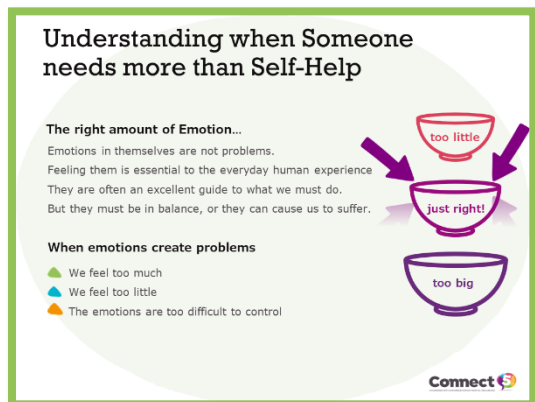 Understanding when Someone
needs more than Self-Help
The right amount of Emotion...
Emotions in themselves are not problems.
Feeling them is essential to the everyday human experience
They are often an excellent guide to what we must do.
But they must be in balance, or they can cause us to suffer.
When emotions create problems
We feel too much
We feel too little
The emotions are too difficult to control
too little
just right!
too big
Connect 5